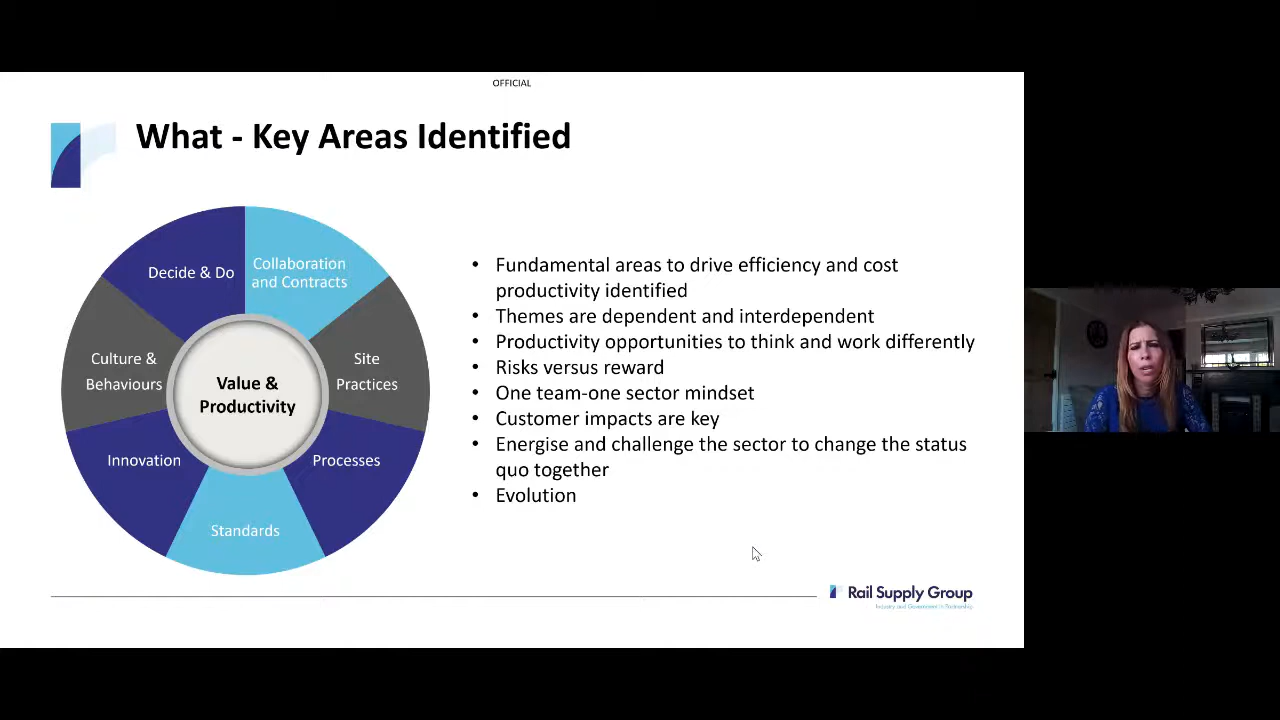 OFFICIAL
What - Key Areas Identified
Decide & Do
Collaboration
and Contracts
Culture &
Behaviours
Site
Practices
Value &
Productivity
Innovation
Processes
Standards
• Fundamental areas to drive efficiency and cost
productivity identified
• Themes are dependent and interdependent
• Productivity opportunities to think and work differently
• Risks versus reward
• One team-one sector mindset
• Customer impacts are key
• Energise and challenge the sector to change the status
quo together
• Evolution
Rail Supply Group
Industry and Government in Partnership